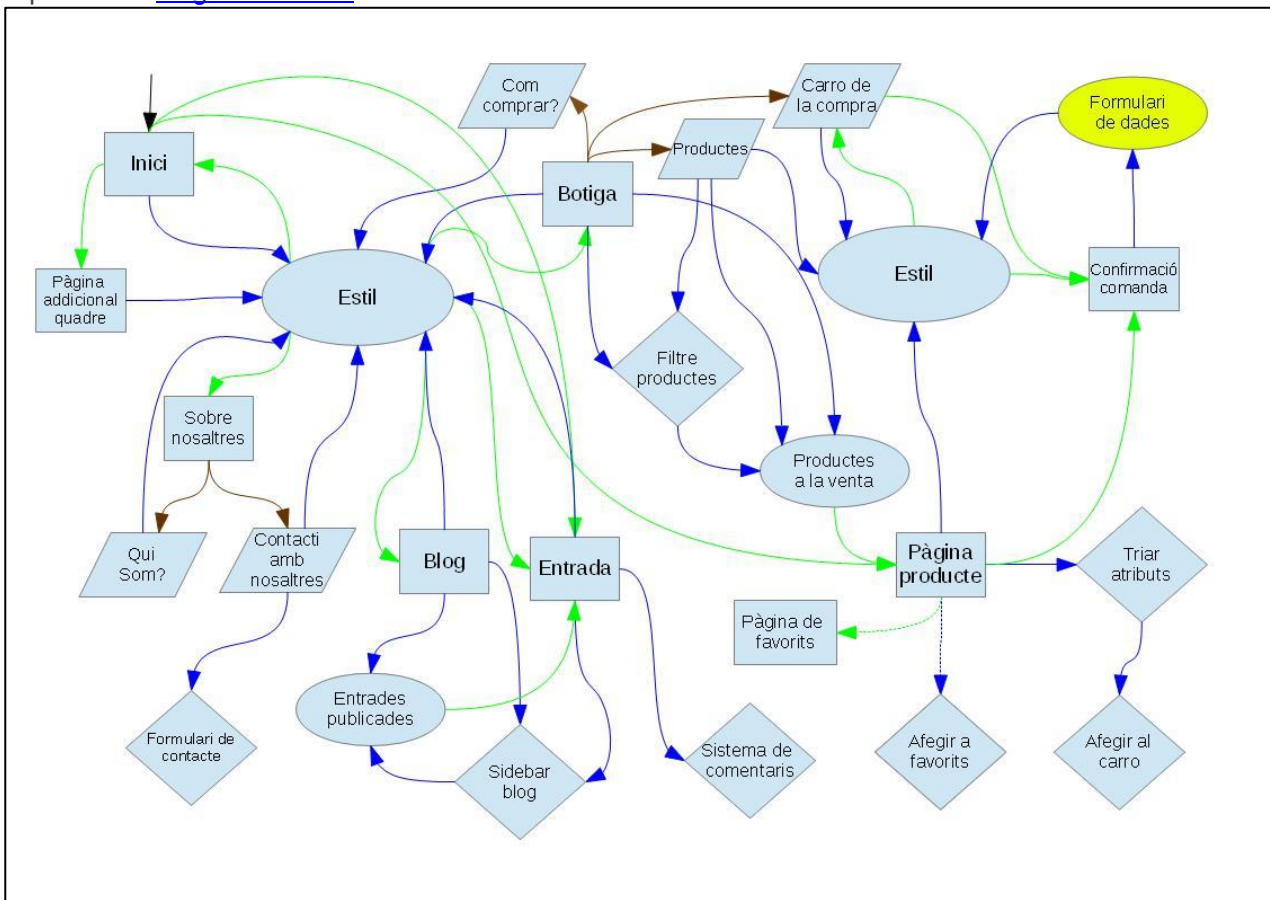 Com
comprar?
Carro de
la compra
Formulari
de dades
Inici
Productes
Botiga
Pàgina
addicional
quadre
Estil
Estil
Confirmació
comanda
Filtre
productes
Sobre
nosaltres
Productes
a la venta
Qui
Som?
Contacti
amb
nosaltres
Blog
Entrada
Pàgina
producte
Triar
atributs
Pàgina de
favorits
Entrades
publicades
Formulari de
contacte
Sidebar
blog
Sistema de
comentaris
Afegir a
favorits
Afegir al
carro